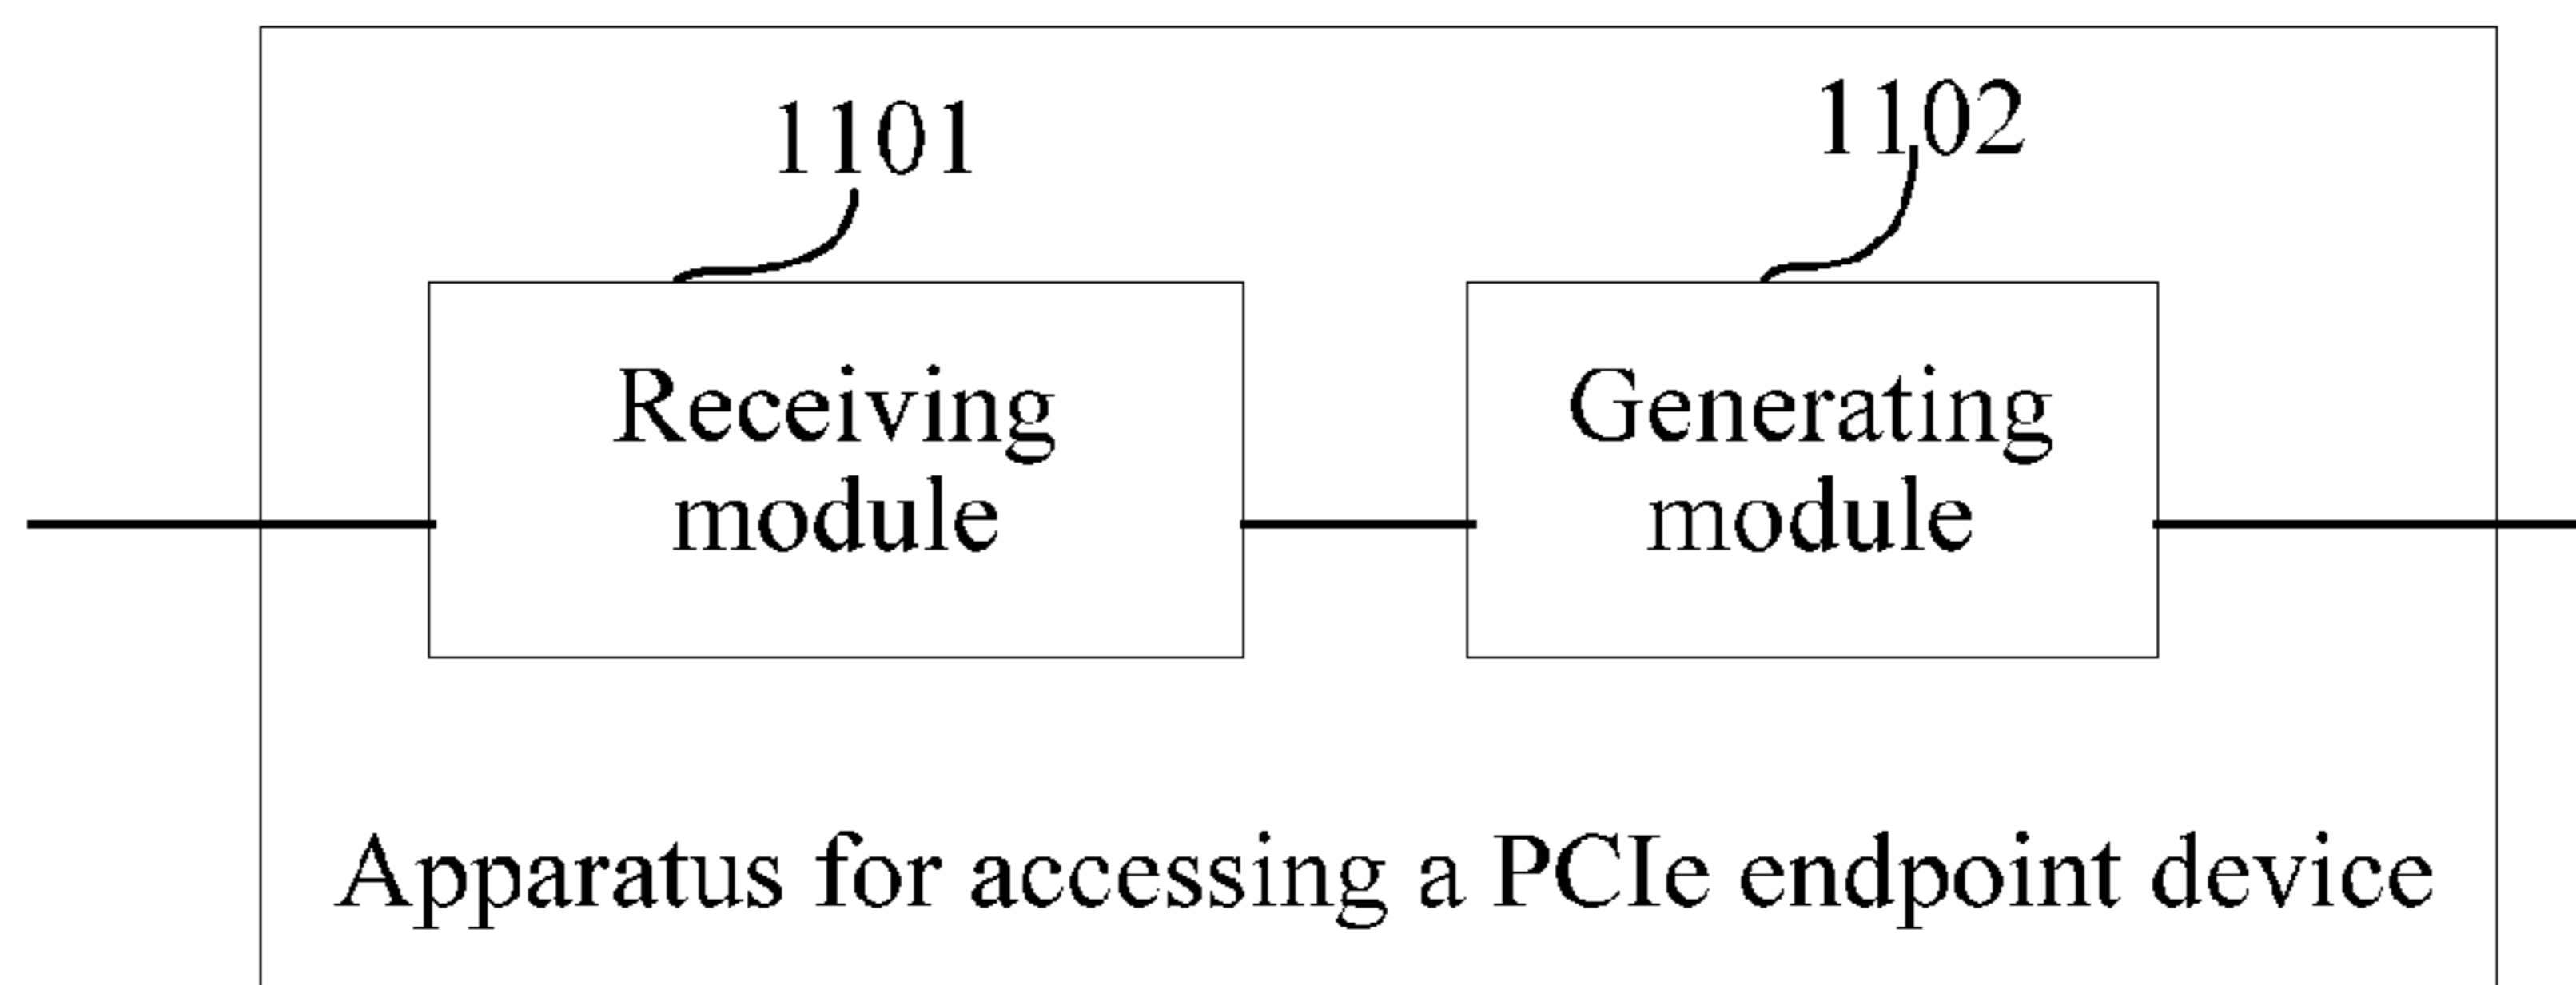 1101
1102
Receiving
module
Generating
module
Apparatus for accessing a PCIe endpoint device